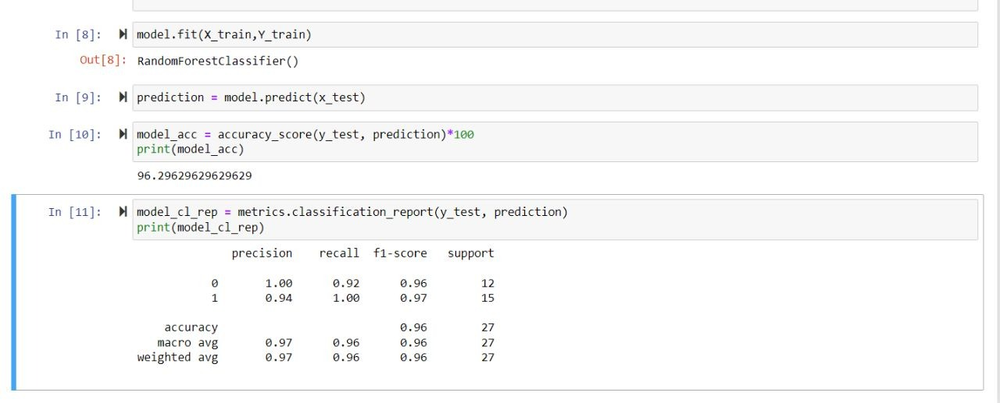 In [8]: model.fit(X_train,Y_train)
Out[8]: RandomForestClassifier()
In [9]: prediction = model.predict(x_test)
In [10]: model_acc = accuracy_score(y_test, prediction)*100
print(model_acc)
96.29629629629629
In [11]: model_cl_rep = metrics.classification_report(y_test, prediction)
print(model_cl_rep)
precision recall f1-score support
0 1.00 0.92 0.96 12
1 0.94 1.00 0.97 15
accuracy 0.96 27
macro avg 0.97 0.96 0.96 27
weighted avg 0.97 0.96 0.96 27